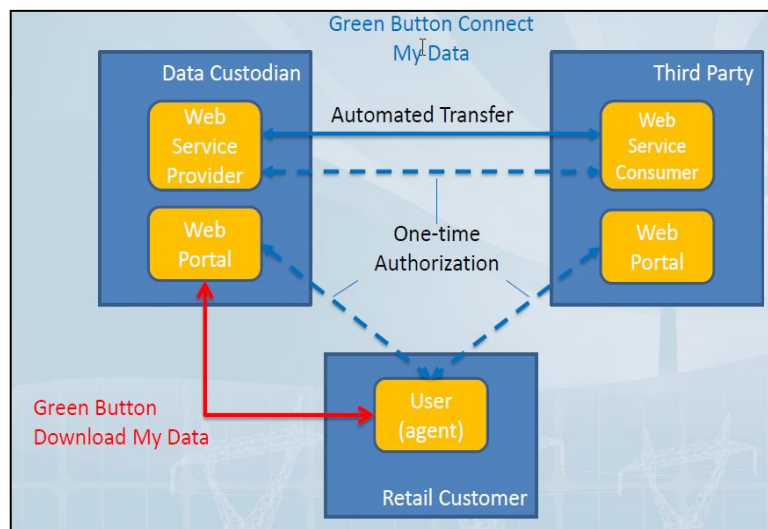 Green Button Connect
My Data
Data Custodian
Third Party
Web
Service
Provider
Automated Transfer
Web
Service
Consumer
Web
Portal
One-time
Authorization
Web
Portal
Green Button
Download My Data
User
(agent)
Retail Customer